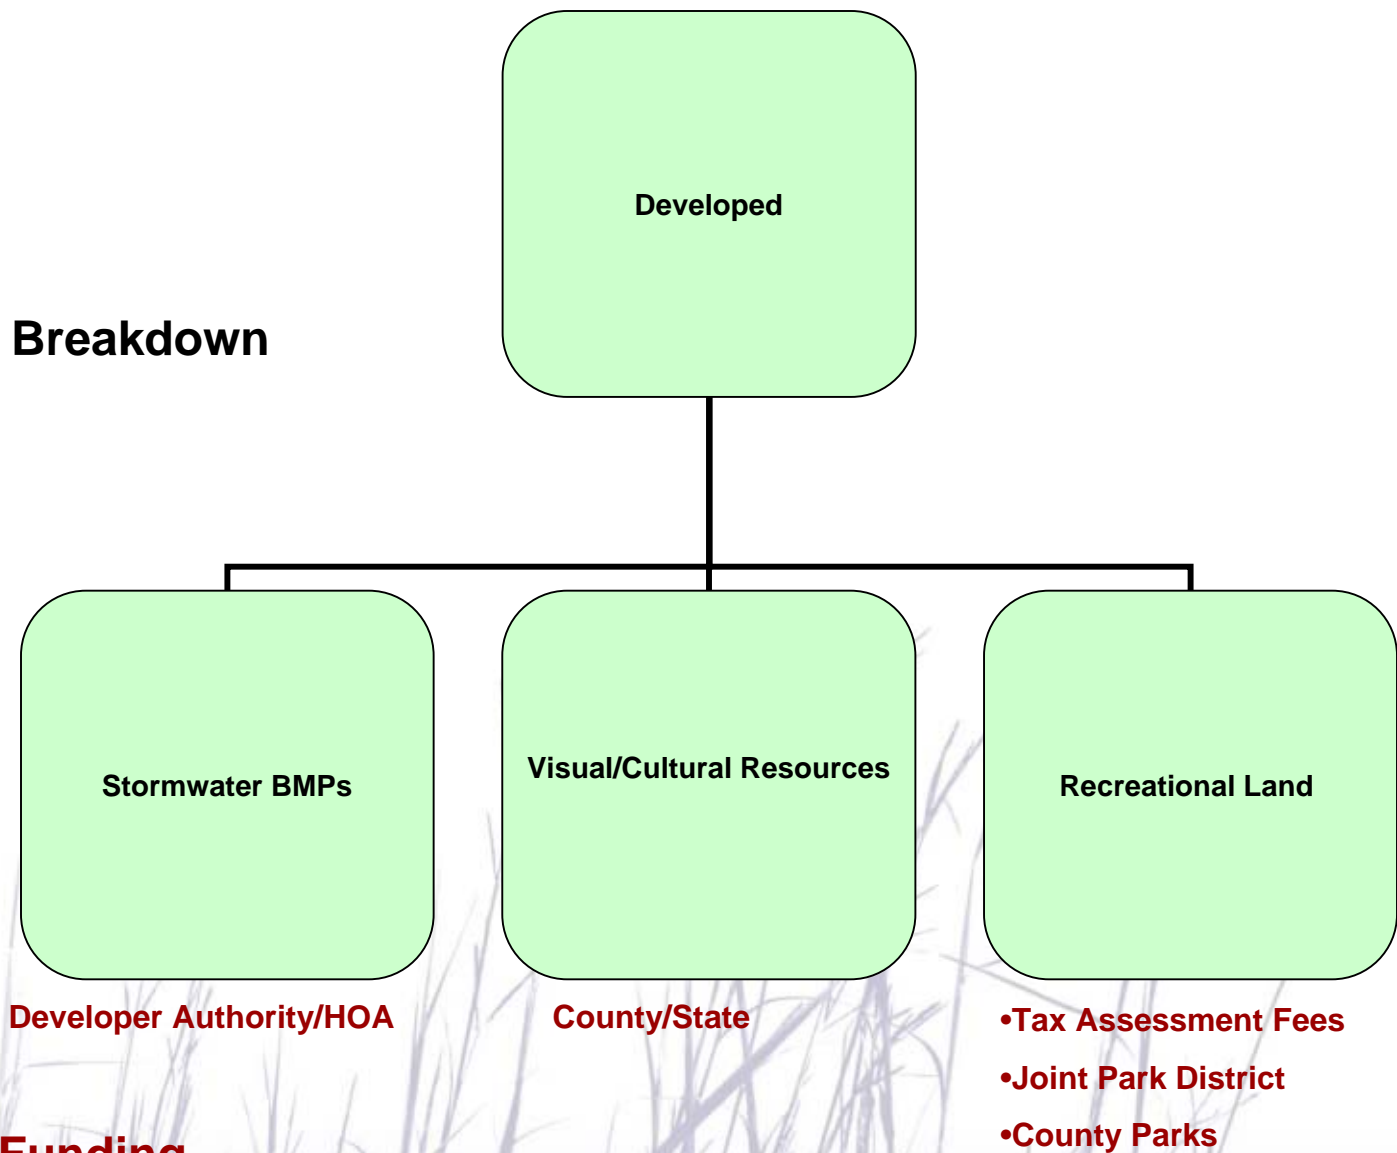 Developed
Breakdown
Stormwater BMPs
Visual/Cultural Resources
Recreational Land
Developer Authority/HOA
County/State
•Tax Assessment Fees
•Joint Park District
•County Parks
Funding